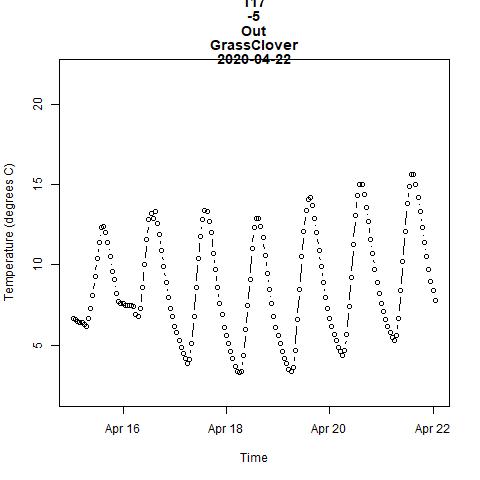 -5
Out
GrassClover
2020-04-22
Temperature (degrees C)
20
15
10
5
Apr 16
Apr 18
Apr 20
Apr 22
Time